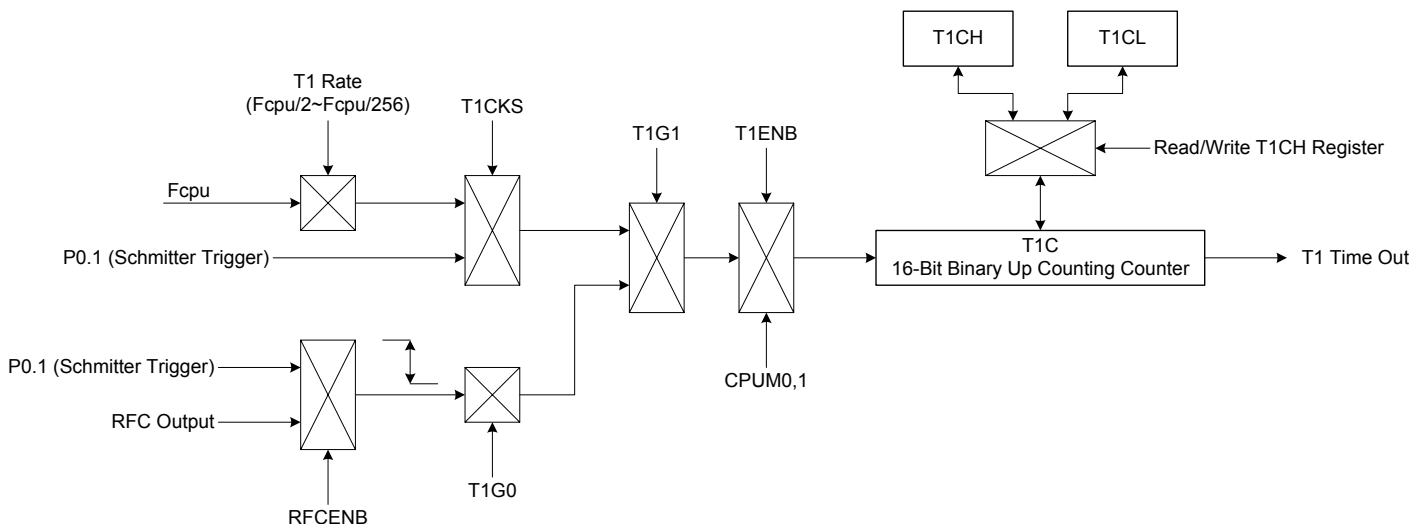 T1CH
T1CL
T1 Rate
(Fcpu/2~Fcpu/256)
T1CKS
T1G1
T1ENB
Read/Write T1CH Register
Fcpu
P0.1 (Schmitter Trigger)
T1C
16-Bit Binary Up Counting Counter
T1 Time Out
P0.1 (Schmitter Trigger)
CPUM0,1
RFC Output
T1G0
RFCENB